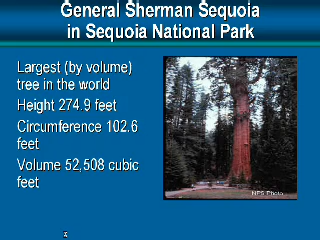 General Sherman Sequoia
in Sequoia National Park
Largest (by volume)
tree in the world
Height 274.9 feet
Circumference 102.6
feet
Volume 52,508 cubic
feet
NPS Photo